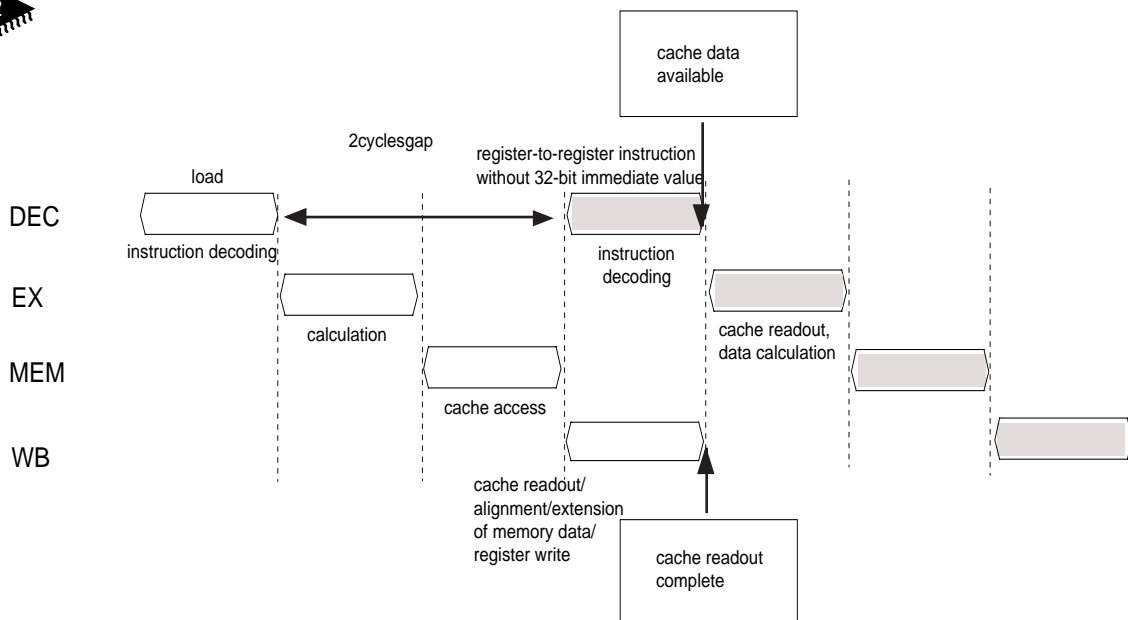 cache data
available
2cyclesgap
register-to-register instruction
without 32-bit immediate value
load
DEC
instruction decoding
instruction
decoding
EX
calculation
cache readout,
data calculation
MEM
cache access
WB
cache readout/
alignment/extension
of memory data/
register write
cache readout
complete